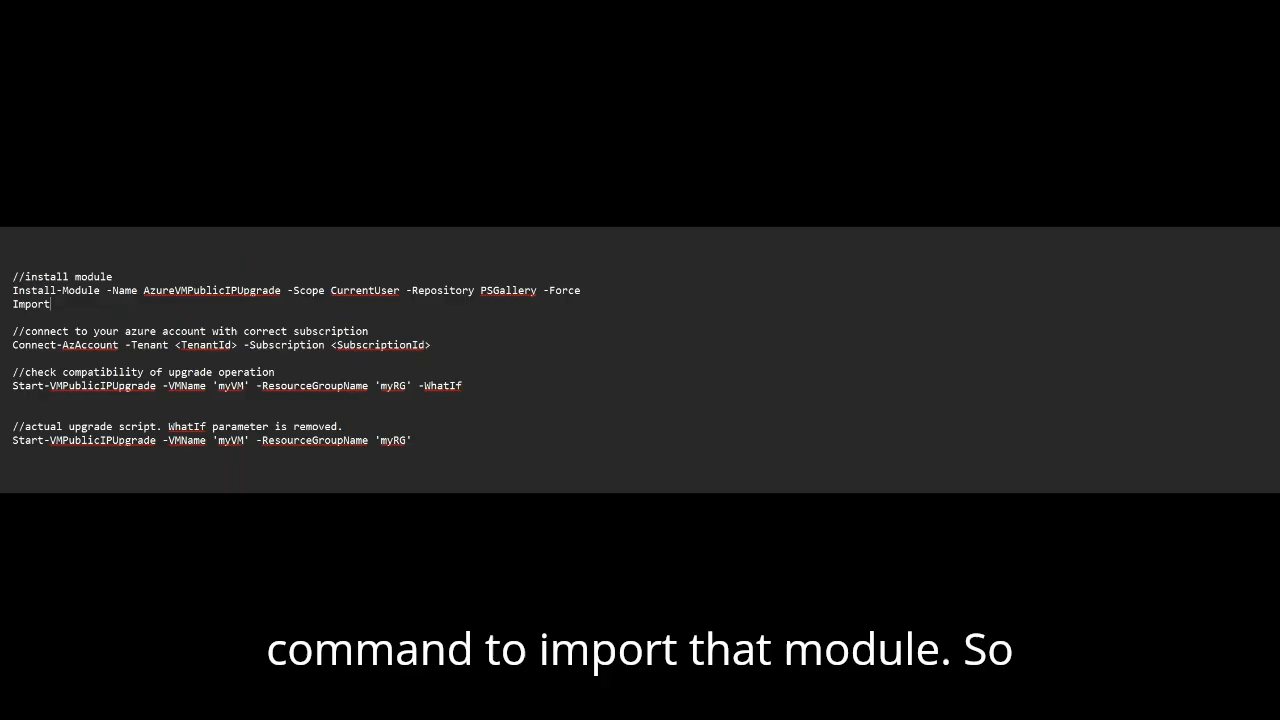 //install module
Install-Module -Name AzureVMPublicIPUpgrade -Scope CurrentUser -Repository PSGallery -Force
Import
//connect to your azure account with correct subscription
Connect-AzAccount -Tenant <TenantId> -Subscription <SubscriptionId>
//check compatibility of upgrade operation
Start-VMPublicIPUpgrade -VMName 'myVM' -ResourceGroupName 'myRG' -WhatIf
//actual upgrade script. WhatIf parameter is removed.
Start-VMPublicIPUpgrade -VMName 'myVM' -ResourceGroupName 'myRG'
command to import that module. So